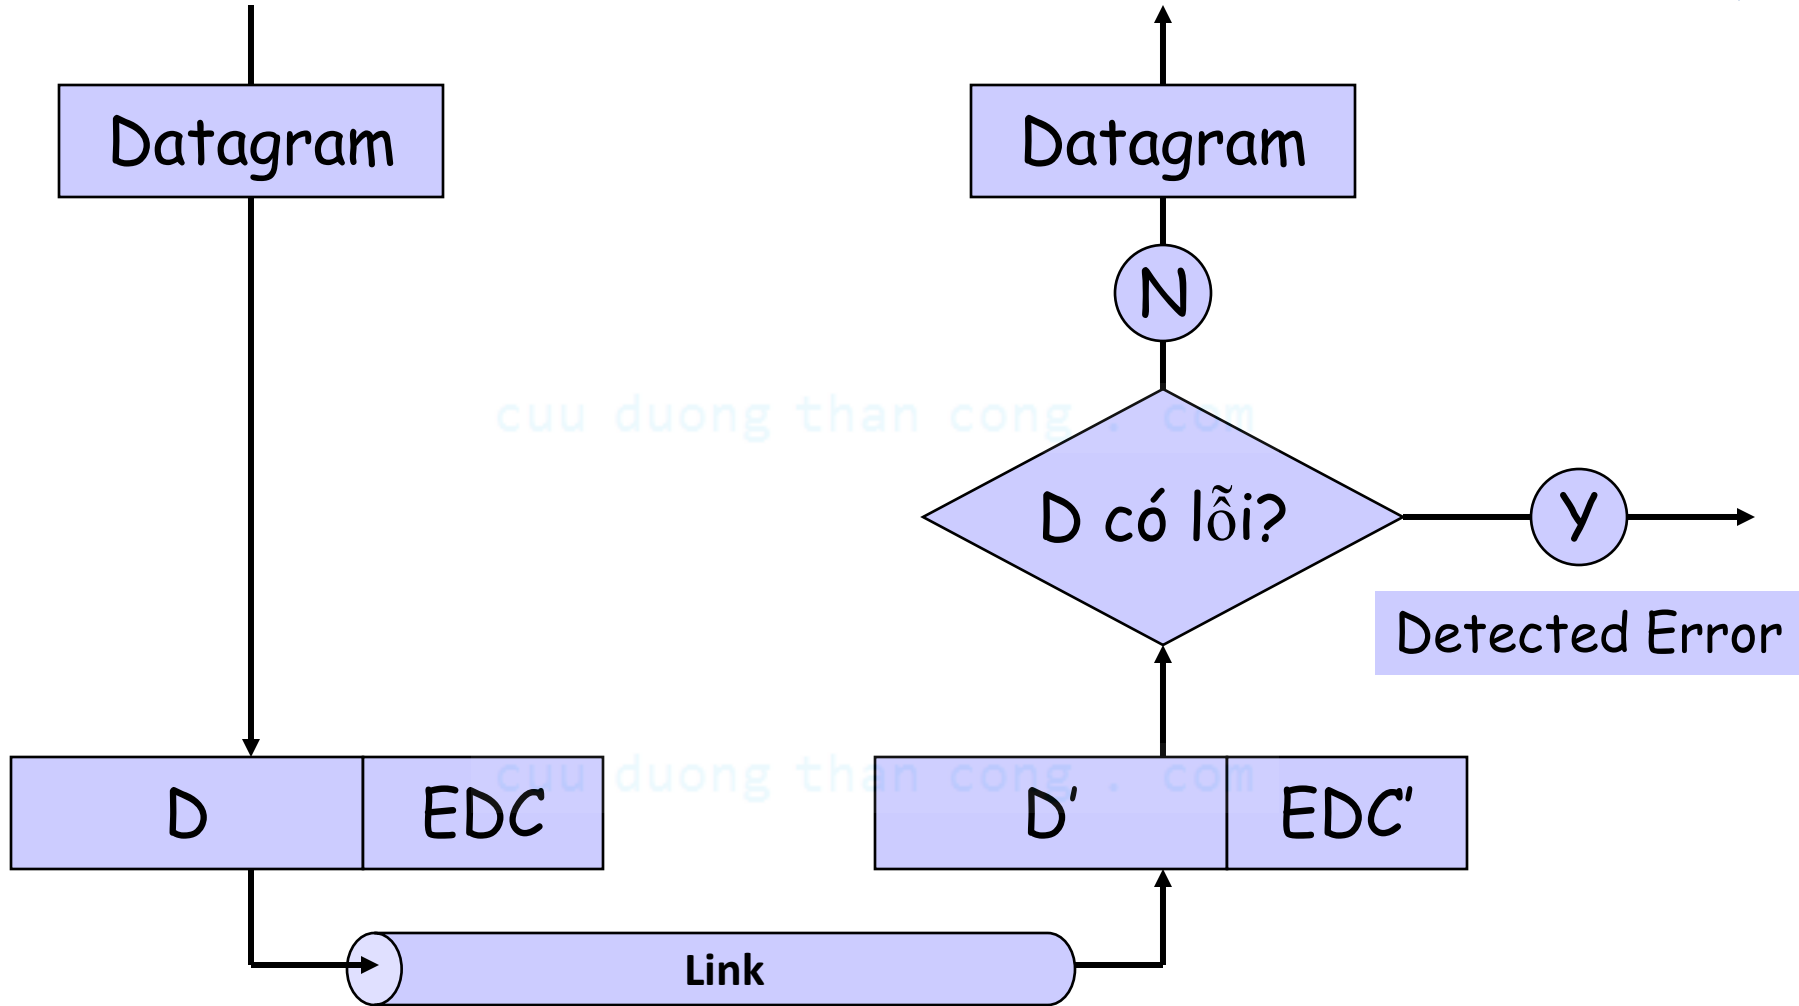 Datagram
Datagram
N
cuu duong than cong . com
D có lỗi?
Y
Detected Error
cuu duong than cong . com
D
EDC
D'
EDC'
Link